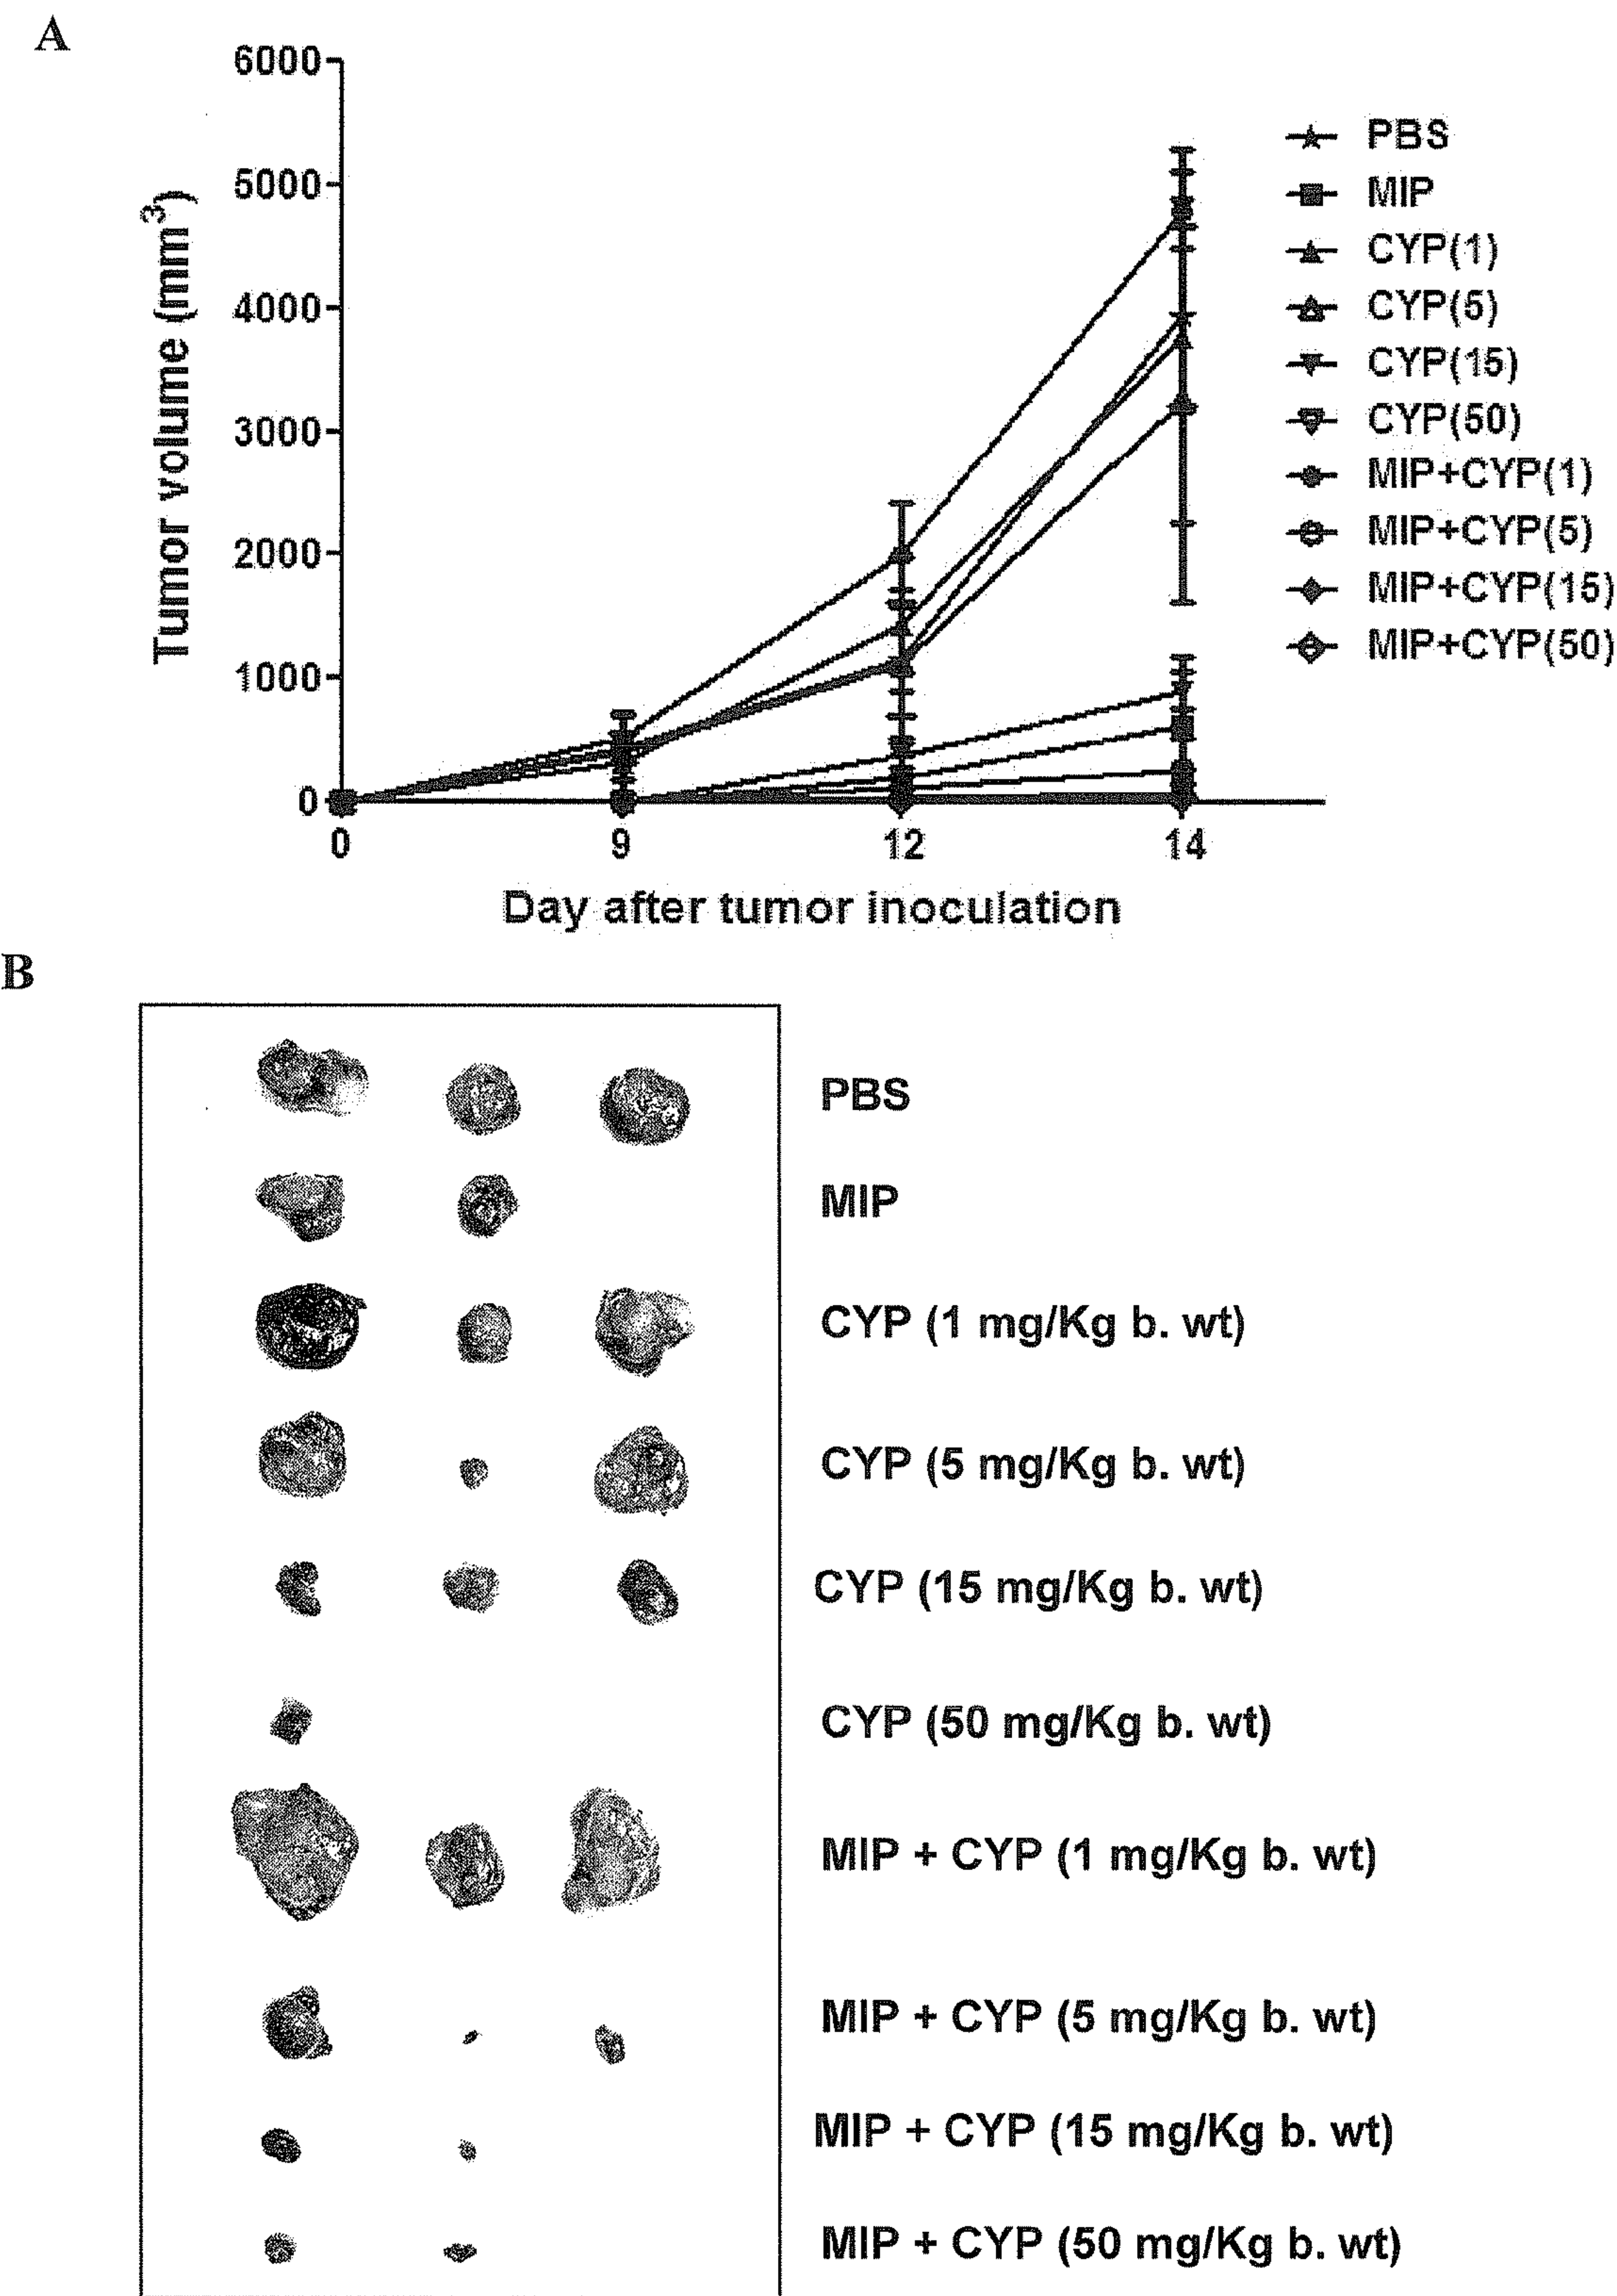 A
6000
5000
4000
3000
2000
1000
0
Tumor volume (mm³)
0 9 12 14
Day after tumor inoculation
PBS
MIP
CYP(1)
CYP(5)
CYP(15)
CYP(50)
MIP+CYP(1)
MIP+CYP(5)
MIP+CYP(15)
MIP+CYP(50)
B
PBS
MIP
CYP (1 mg/Kg b. wt)
CYP (5 mg/Kg b. wt)
CYP (15 mg/Kg b. wt)
CYP (50 mg/Kg b. wt)
MIP + CYP (1 mg/Kg b. wt)
MIP + CYP (5 mg/Kg b. wt)
MIP + CYP (15 mg/Kg b. wt)
MIP + CYP (50 mg/Kg b. wt)